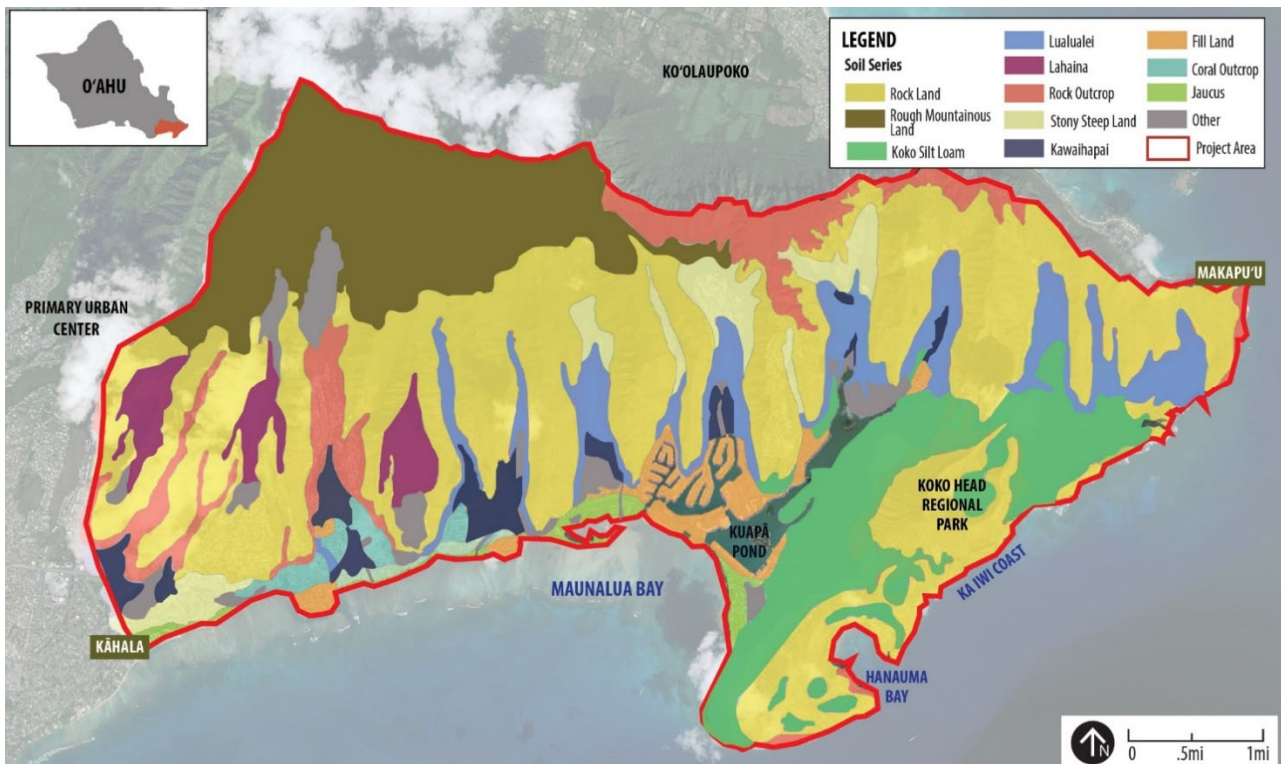 O‘AHU
KO‘OLAUPOKO
LEGEND
Soil Series
Rock Land
Rough Mountainous
Land
Koko Silt Loam
Lualualei
Lahaina
Rock Outcrop
Stony Steep Land
Kawaihapai
Fill Land
Coral Outcrop
Jaucus
Other
Project Area
MAKAPU‘U
PRIMARY URBAN
CENTER
KOKO HEAD
REGIONAL
PARK
KUAPĀ
POND
MAUNALUA BAY
KA IWI COAST
KĀHALA
HANAUMA
BAY
N
0 .5mi 1mi